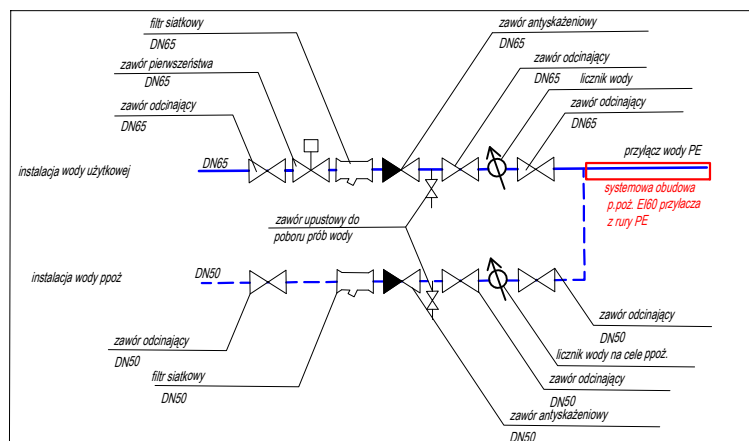 filtr siatkowy
DN65
zawór antyskażeniowy
DN65
zawór pierwszeństwa
DN65
zawór odcinający
DN65
licznik wody
zawór odcinający
DN65
zawór odcinający
DN65
instalacja wody użytkowej
DN65
przyłącz wody PE
systemowa obudowa
p.poż. EI60 przyłacza
z rury PE
zawór upustowy do
poboru prób wody
instalacja wody ppoż
DN50
zawór odcinający
DN50
zawór odcinający
DN50
licznik wody na cele ppoż.
filtr siatkowy
DN50
zawór odcinający
DN50
zawór antyskażeniowy
DN50